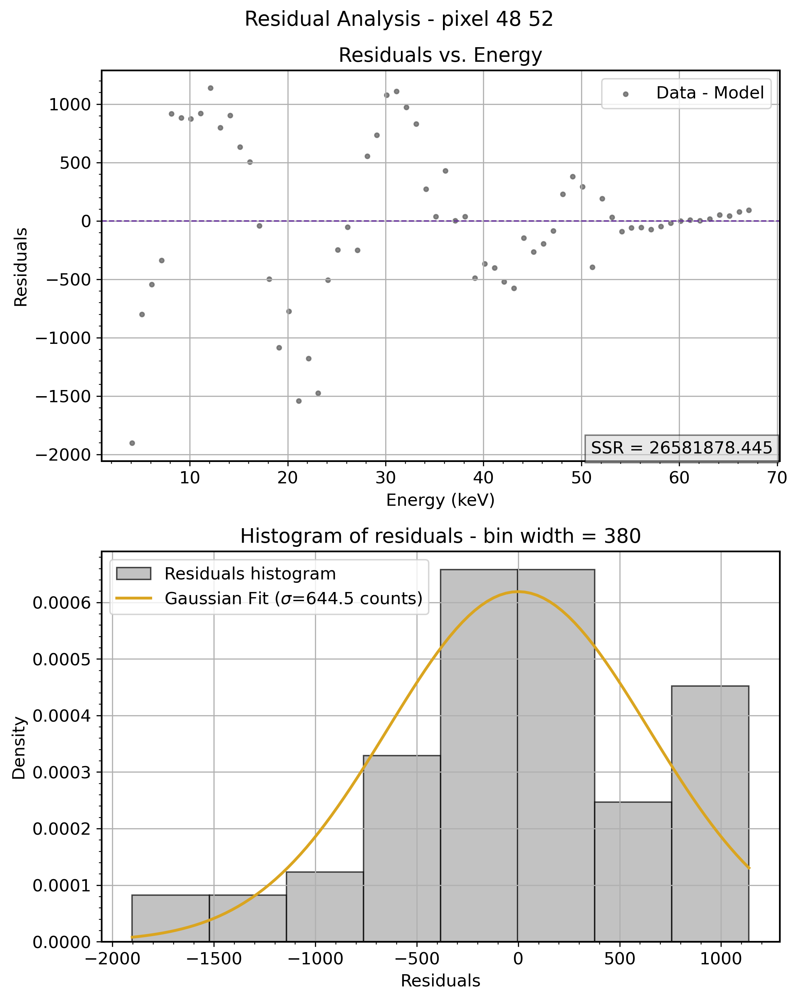 Residual Analysis - pixel 48 52
Residuals vs. Energy
Data - Model
1000
500
0
−500
−1000
−1500
−2000
Residuals
SSR = 26581878.445
10 20 30 40 50 60 70
Energy (keV)
Histogram of residuals - bin width = 380
Residuals histogram
Gaussian Fit (σ=644.5 counts)
0.0006
0.0005
0.0004
0.0003
0.0002
0.0001
0.0000
Density
−2000 −1500 −1000 −500 0 500 1000
Residuals